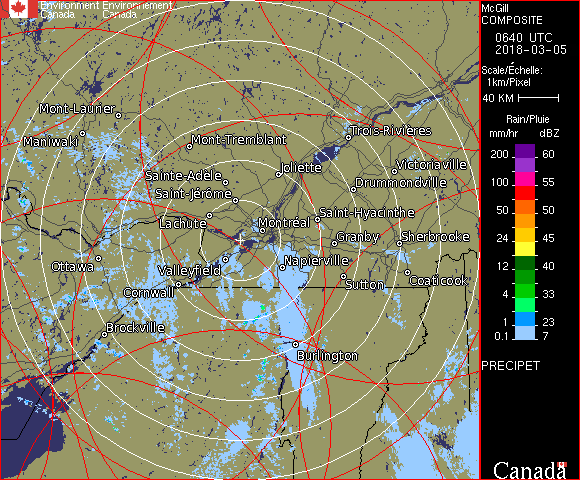 Environment Environnement
Canada Canada
McGill
COMPOSITE
0640 UTC
2018-03-05
Scale/Échelle:
1km/Pixel
40 KM
Rain/Pluie
mm/hr dBZ
200 60
100 55
50 50
24 45
12 40
4 33
1 23
0.1 7
PRECIPET
Canada
Mont-Laurier
Maniwaki
Mont-Tremblant
Trois-Rivières
Sainte-Adèle
Joliette
Victoriaville
Saint-Jérôme
Drummondville
Lachute
Montréal
Saint-Hyacinthe
Granby
Sherbrooke
Ottawa
Valleyfield
Napierville
Cornwall
Sutton
Coaticook
Brockville
Burlington